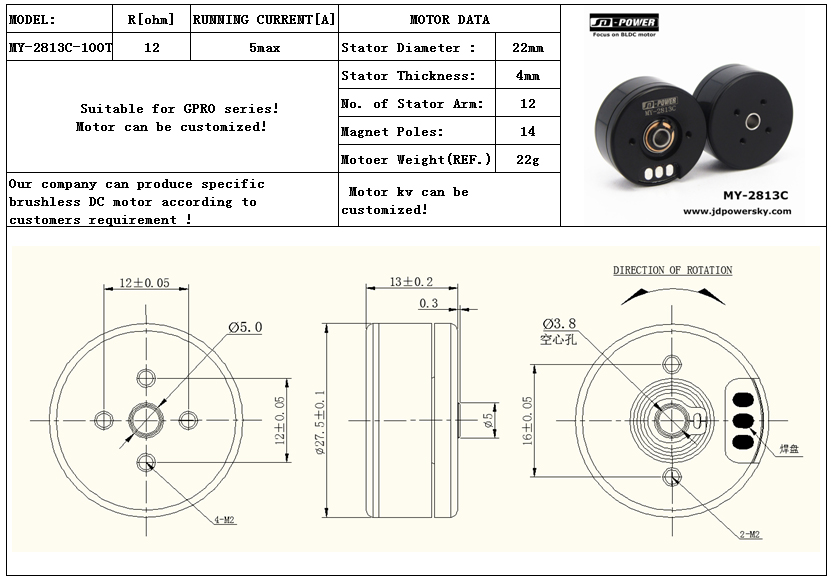 MODEL: R[ohm] RUNNING CURRENT[A] MOTOR DATA
MY-2813C-100T 12 5max Stator Diameter : 22mm
Stator Thickness: 4mm
No. of Stator Arm: 12
Magnet Poles: 14
Motoer Weight(REF.) 22g
Suitable for GPRO series!
Motor can be customized!
Our company can produce specific
brushless DC motor according to
customers requirement !
Motor kv can be
customized!
JD-POWER
Focus on BLDC motor
JD-POWER
MY-2813C
MY-2813C
www.jdpowersky.com
12±0.05
Ø5.0
12±0.05
4-M2
13±0.2
0.3
ø27.5±0.1
ø5
DIRECTION OF ROTATION
Ø3.8
空心孔
16±0.05
焊盘
2-M2